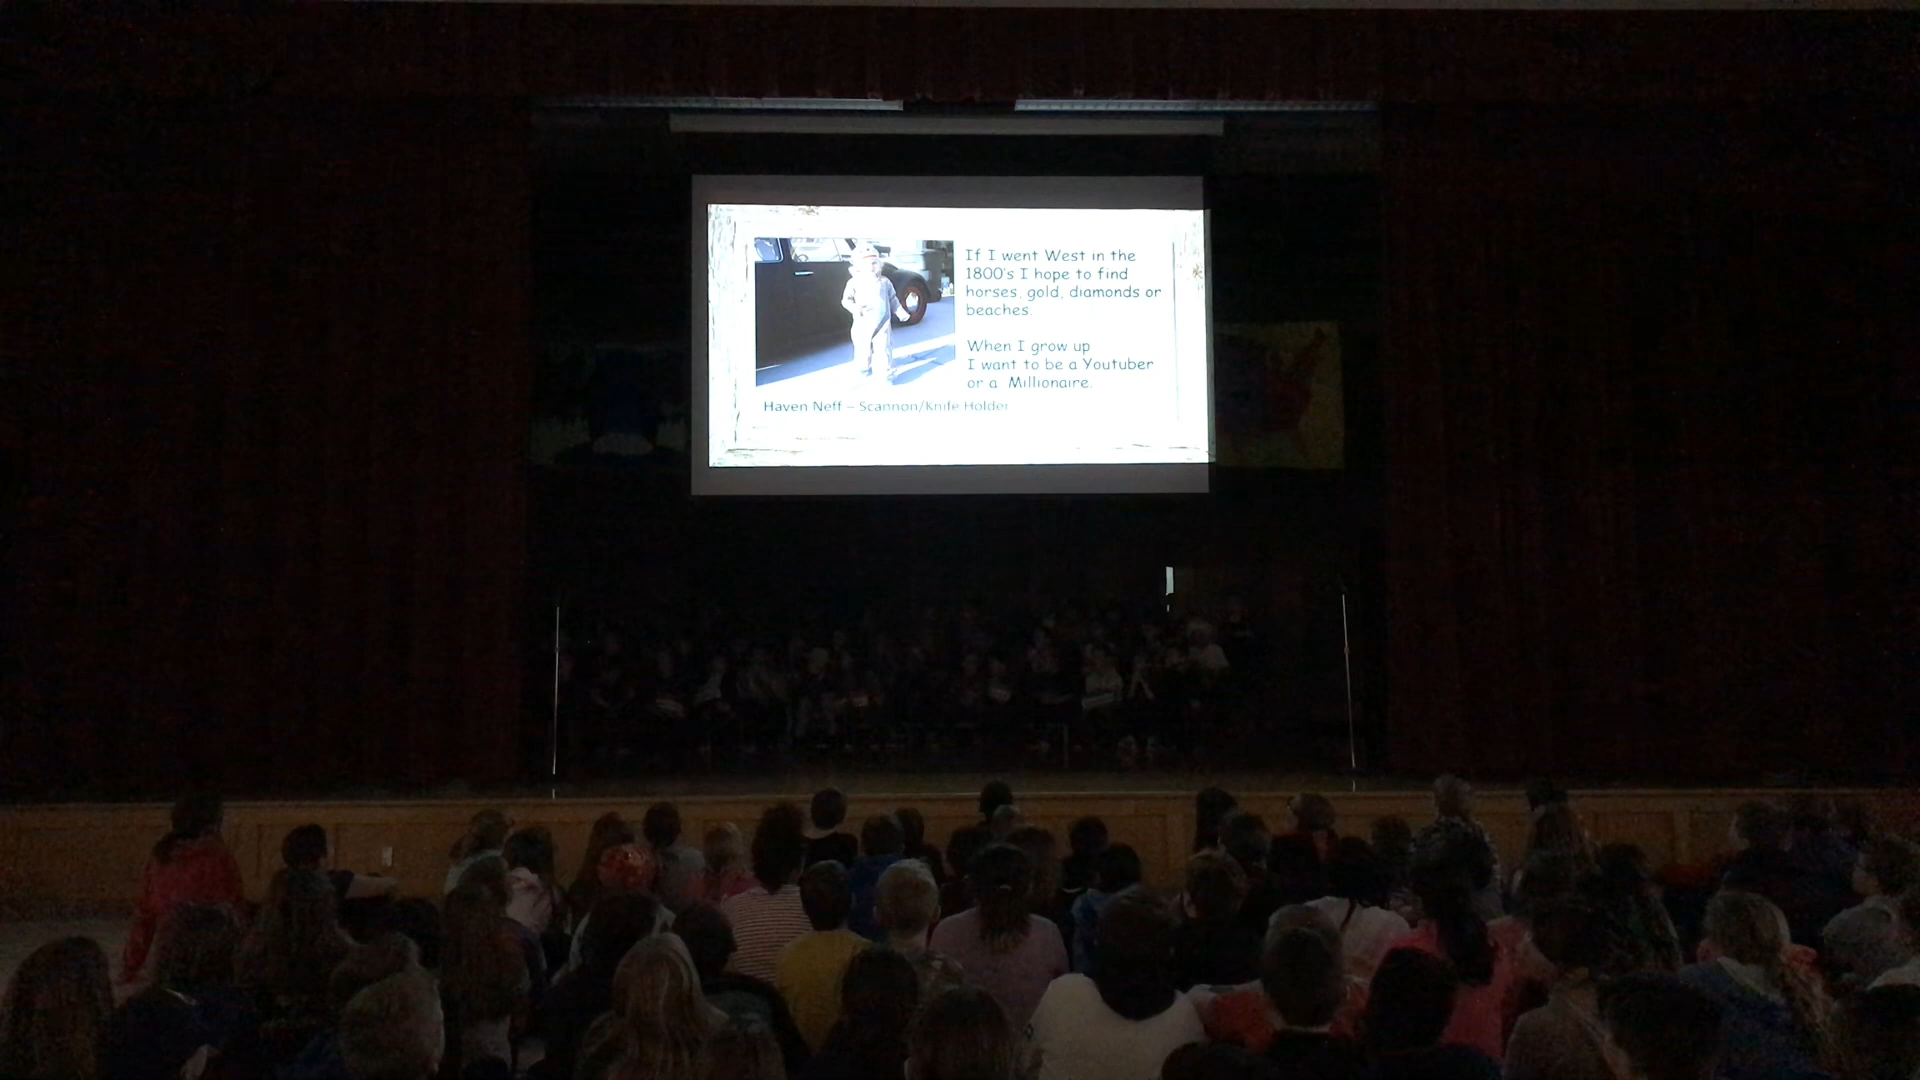 If I went West in the
1800's I hope to find
horses, gold, diamonds or
beaches.
When I grow up
I want to be a Youtuber
or a Millionaire.
Haven Neff – Scannon/Knife Holder